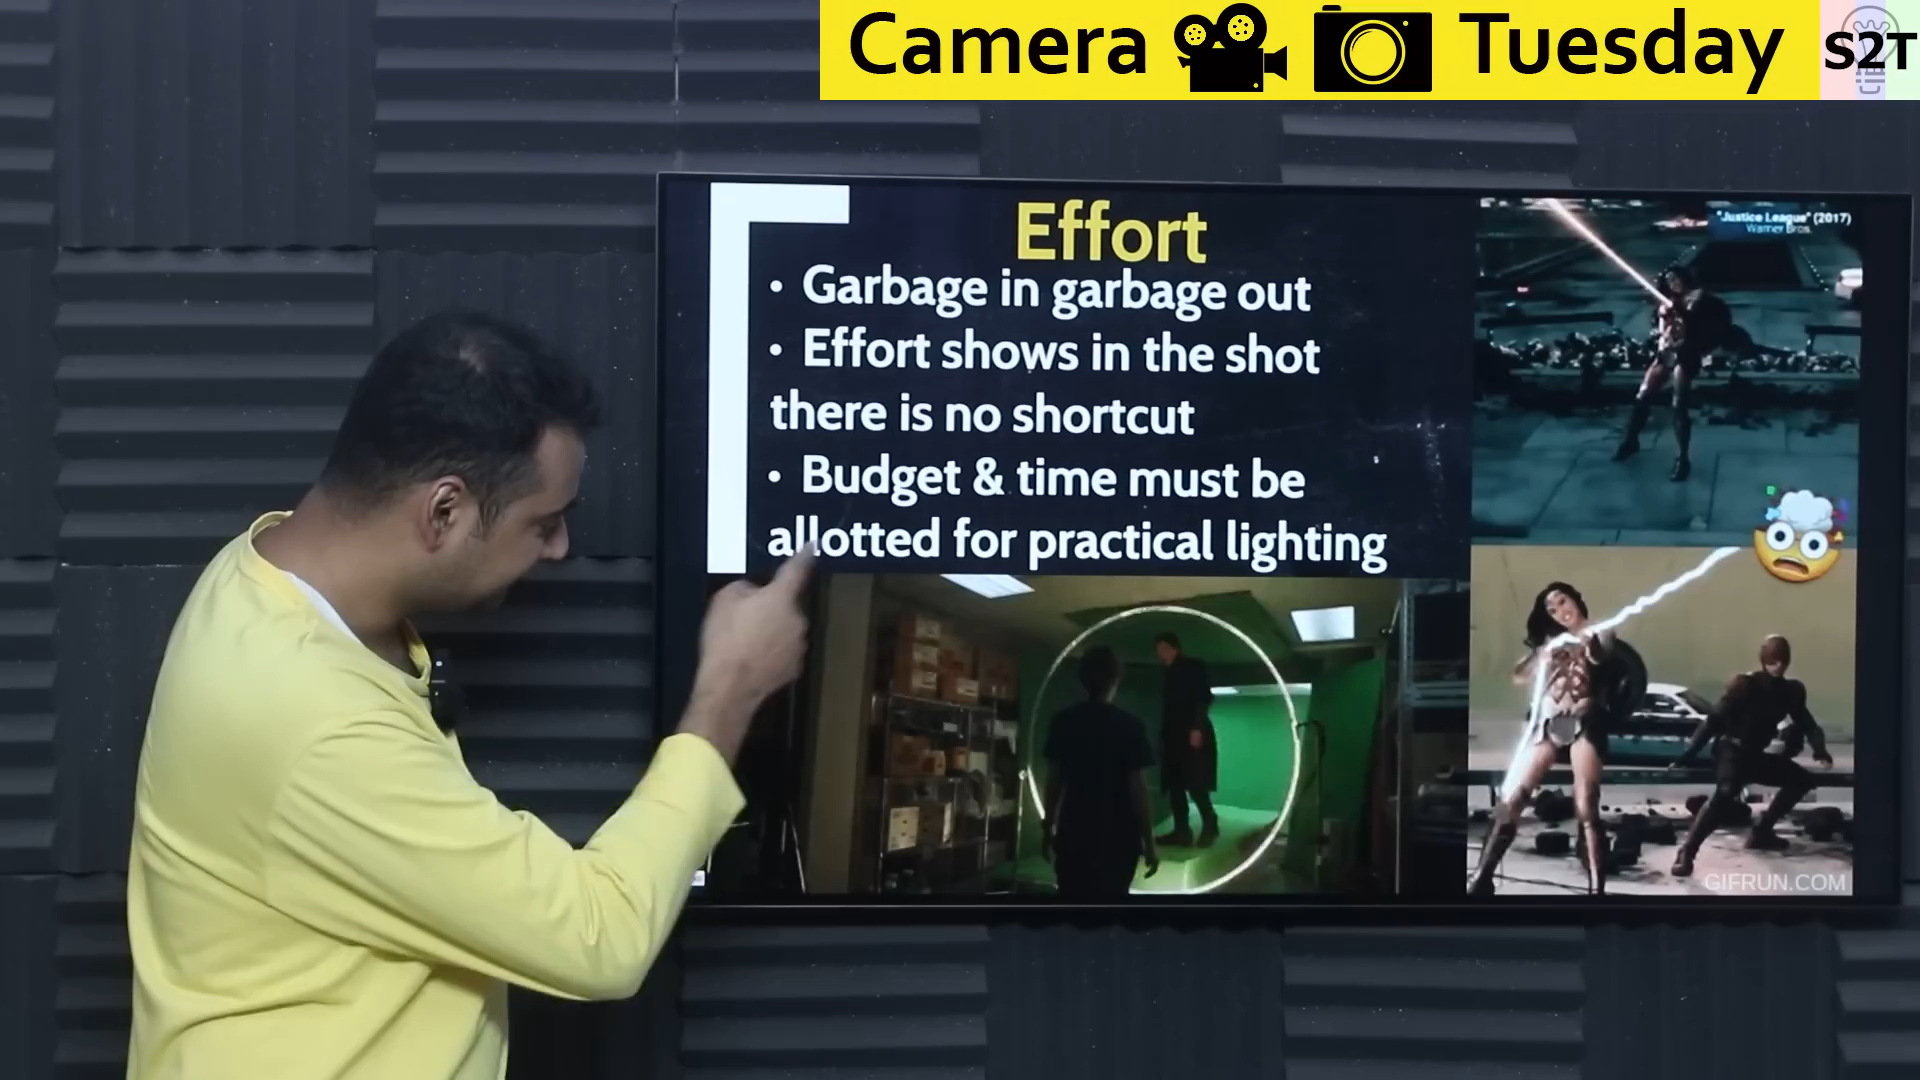 Camera Tuesday S2T
Effort
• Garbage in garbage out
• Effort shows in the shot
there is no shortcut
• Budget & time must be
allotted for practical lighting
"Justice League" (2017)
Warner Bros.
GIFRUN.COM